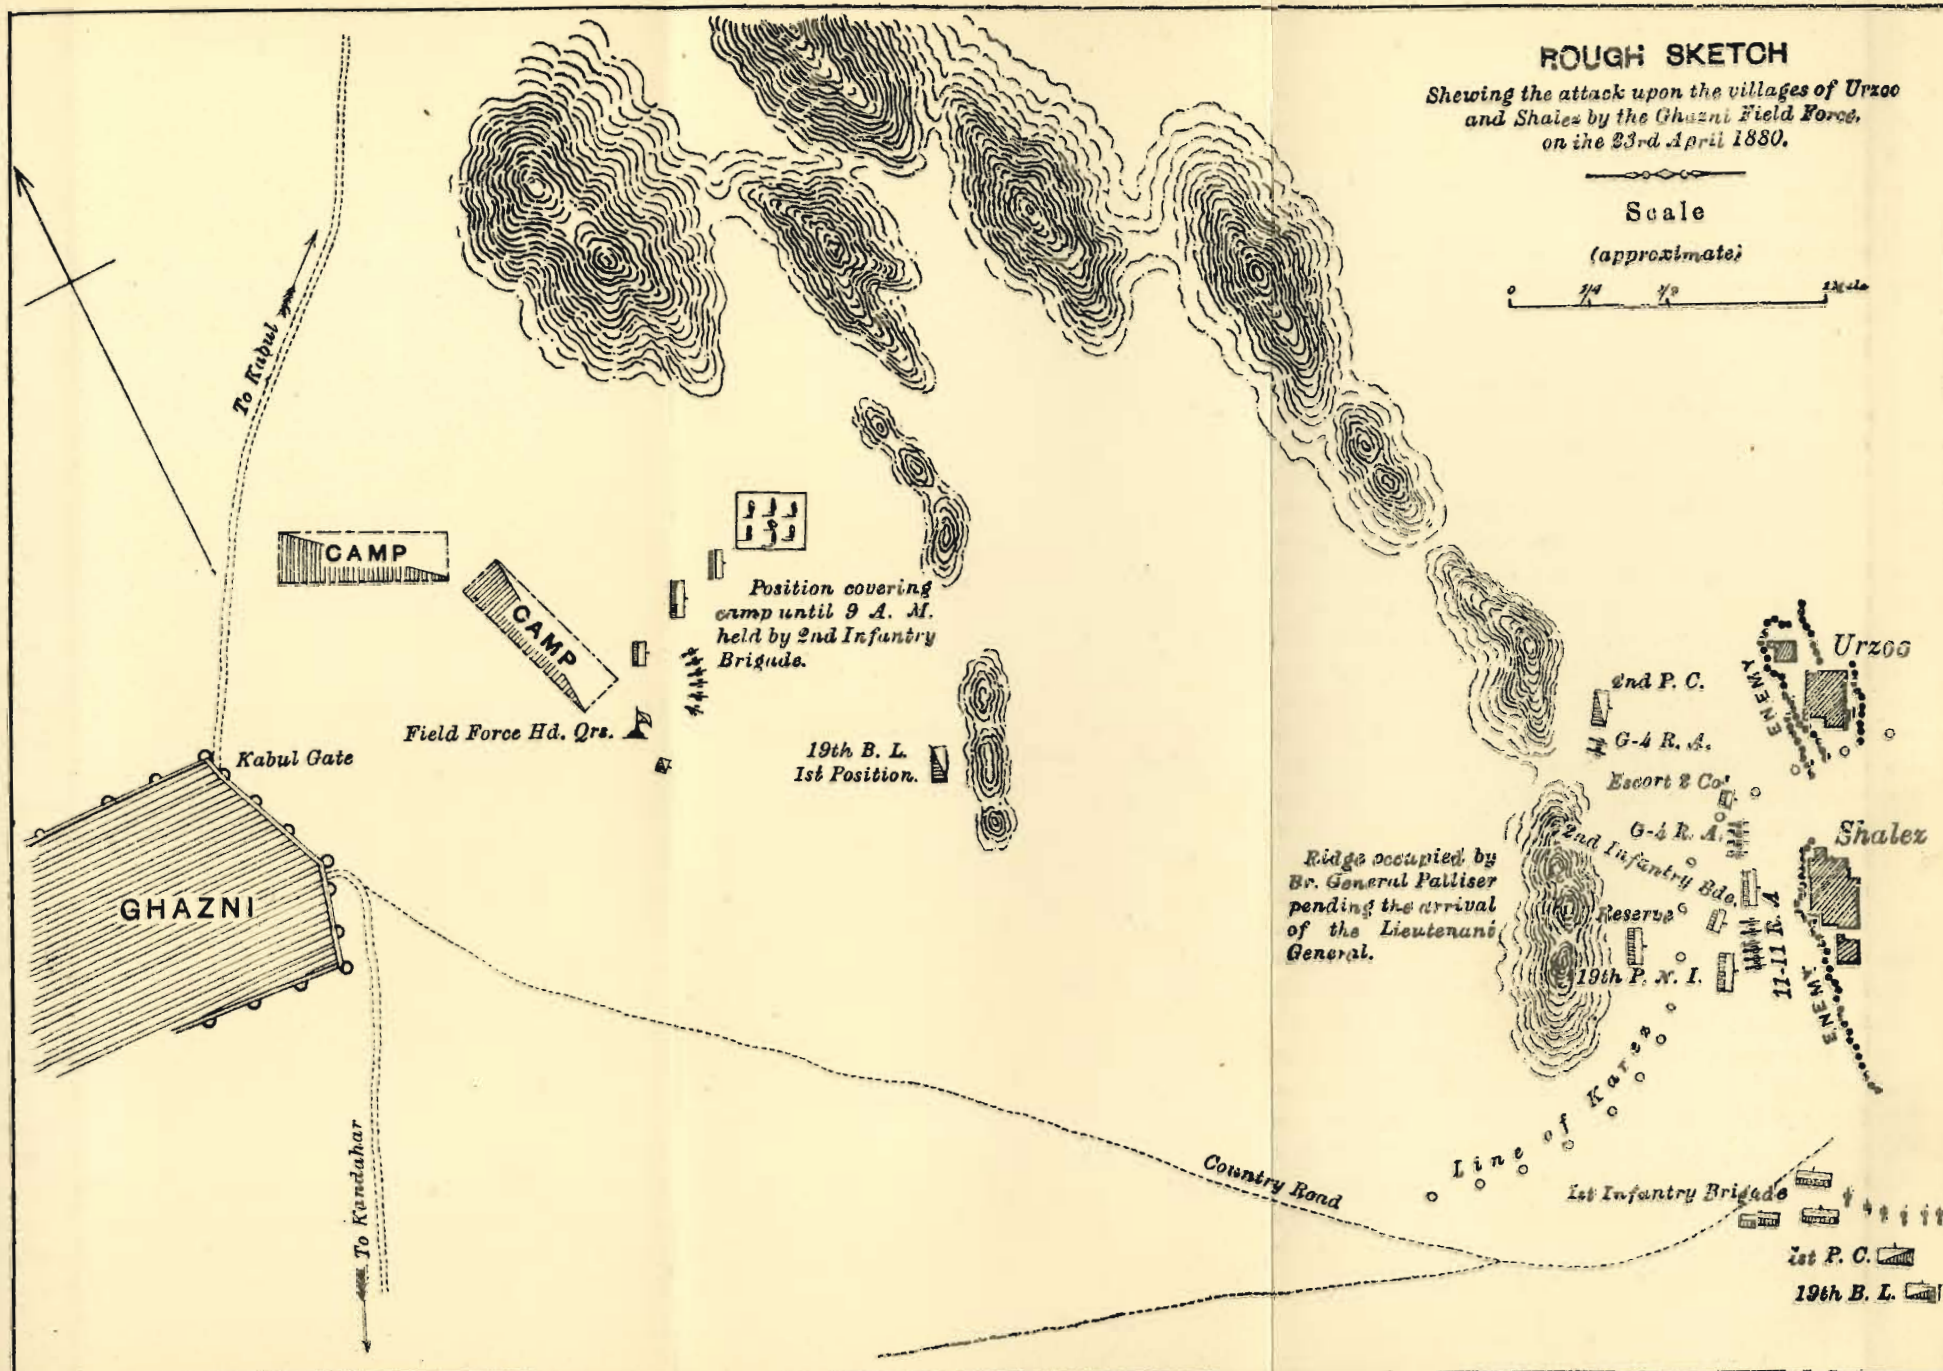 ROUGH SKETCH
Shewing the attack upon the villages of Urzoo
and Shalez by the Ghazni Field Force,
on the 23rd April 1880.
Scale
(approximate)
0 1/4 1/2 1 Mile
To Kabul
CAMP
CAMP
Position covering
camp until 9 A. M.
held by 2nd Infantry
Brigade.
Field Force Hd. Qrs.
Kabul Gate
19th B. L.
1st Position.
GHAZNI
To Kandahar
Country Road
Urzoo
ENEMY
2nd P. C.
G-4 R. A.
Escort 2 Co^s
G-4 R. A.
Shalez
2nd Infantry Bde.
Ridge occupied by
Br. General Palliser
pending the arrival
of the Lieutenant
General.
Reserve
11-11 R. A
19th P. N. I.
ENEMY
Line of Karez
1st Infantry Brigade
1st P. C.
19th B. L.